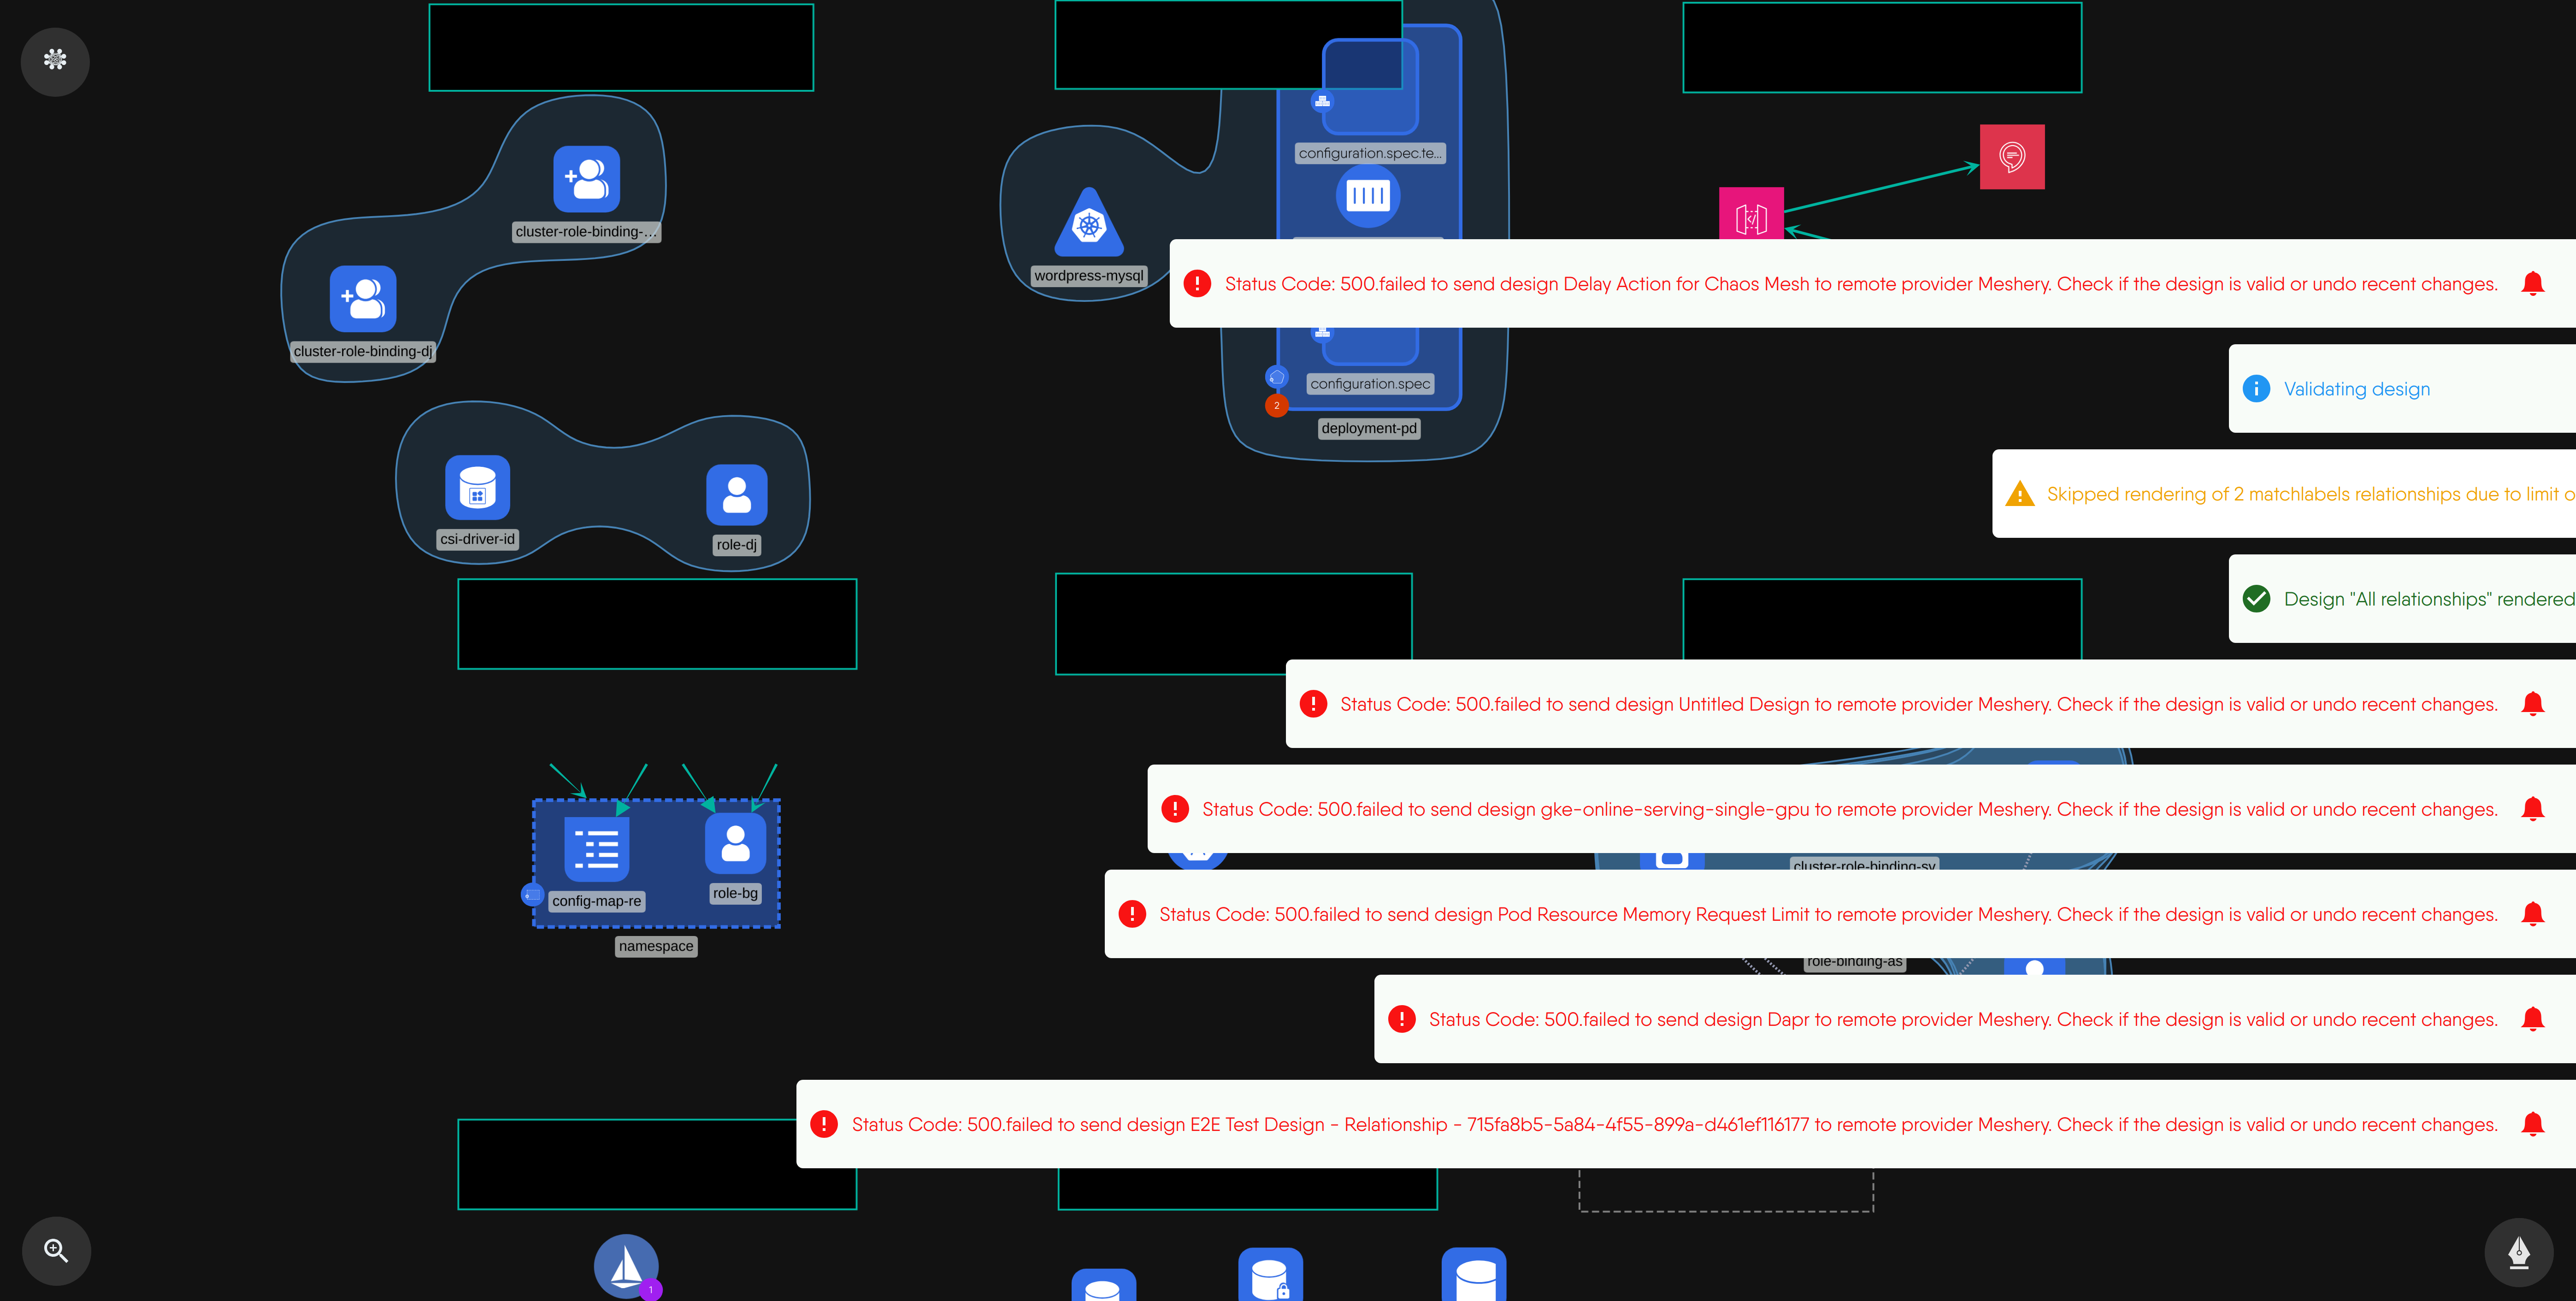 cluster-role-binding-...
cluster-role-binding-dj
configuration.spec.te...
wordpress-mysql
Status Code: 500.failed to send design Delay Action for Chaos Mesh to remote provider Meshery. Check if the design is valid or undo recent changes.
configuration.spec
2
deployment-pd
Validating design
Skipped rendering of 2 matchlabels relationships due to limit
csi-driver-id
role-dj
Design "All relationships" rendered
Status Code: 500.failed to send design Untitled Design to remote provider Meshery. Check if the design is valid or undo recent changes.
Status Code: 500.failed to send design gke-online-serving-single-gpu to remote provider Meshery. Check if the design is valid or undo recent changes.
cluster-role-binding-sv
config-map-re
role-bg
Status Code: 500.failed to send design Pod Resource Memory Request Limit to remote provider Meshery. Check if the design is valid or undo recent changes.
namespace
role-binding-as
Status Code: 500.failed to send design Dapr to remote provider Meshery. Check if the design is valid or undo recent changes.
Status Code: 500.failed to send design E2E Test Design - Relationship - 715fa8b5-5a84-4f55-899a-d461ef116177 to remote provider Meshery. Check if the design is valid or undo recent changes.
1